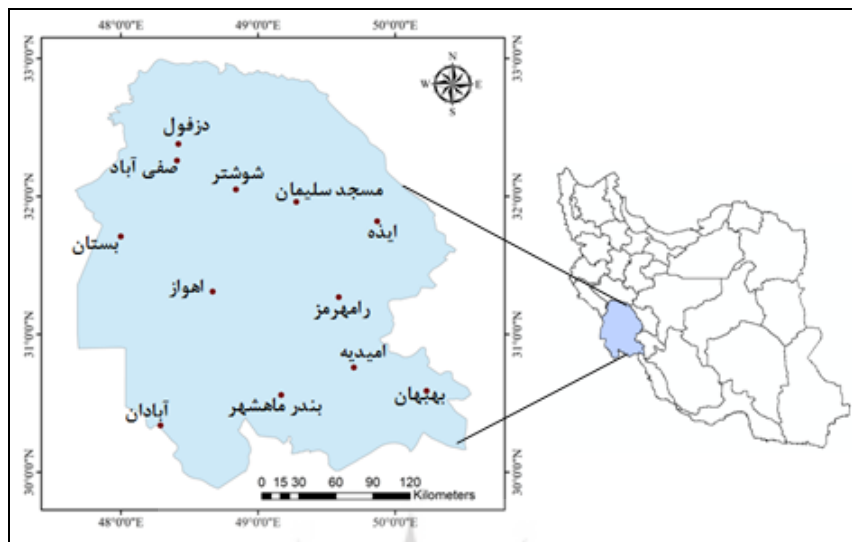 48°0'0"E 49°0'0"E 50°0'0"E
33°0'0"N
33°0'0"N
N
W E
S
دزفول
صفی آباد
شوشتر
مسجد سلیمان
32°0'0"N
32°0'0"N
ایذه
بستان
اهواز
رامهرمز
31°0'0"N
31°0'0"N
امیدیه
بهبهان
بندر ماهشهر
آبادان
30°0'0"N
30°0'0"N
0 15 30 60 90 120
Kilometers
48°0'0"E 49°0'0"E 50°0'0"E